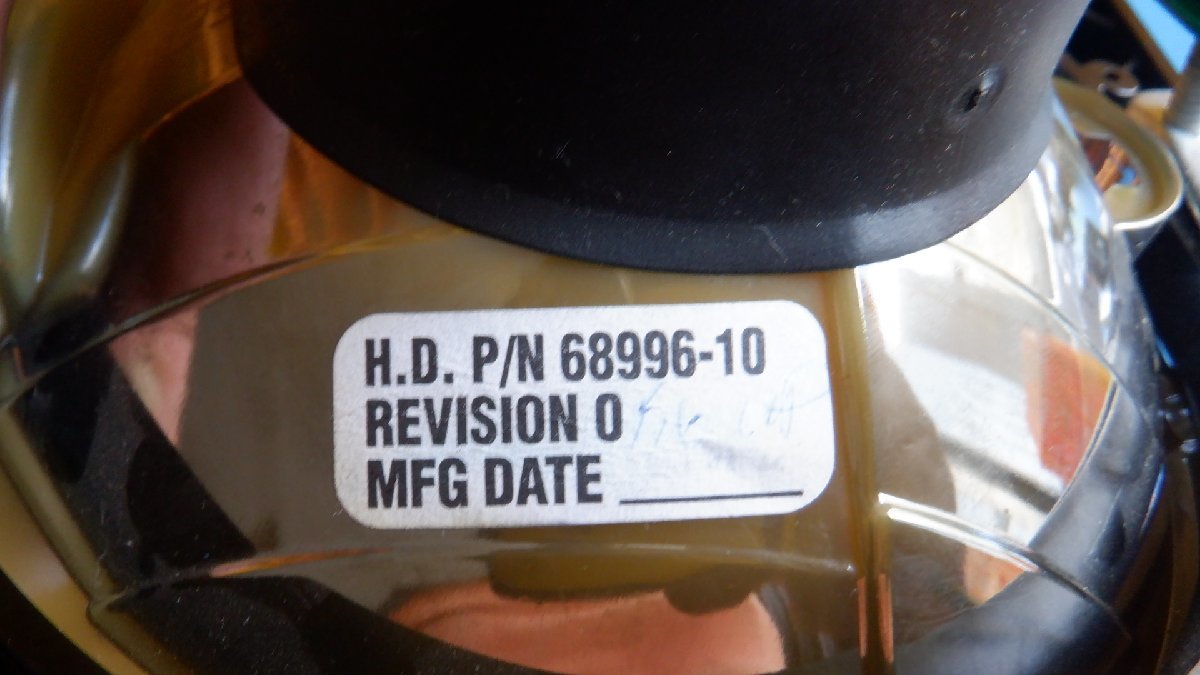 H.D. P/N 68996-10
REVISION 0
MFG DATE